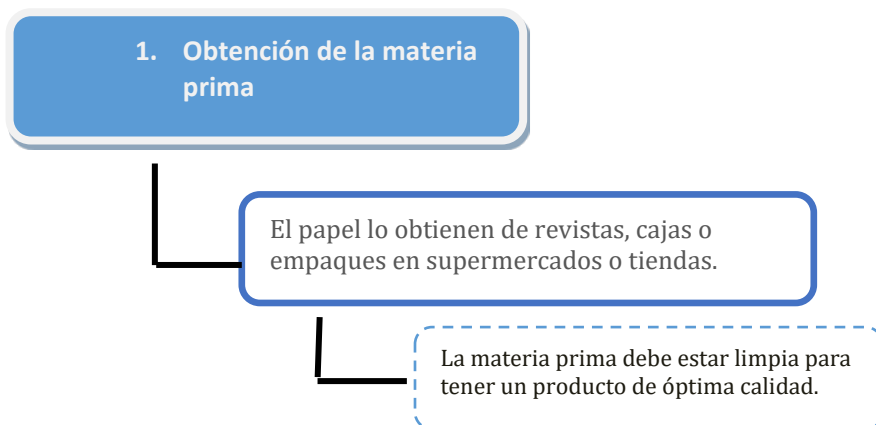 1. Obtención de la materia
prima
El papel lo obtienen de revistas, cajas o
empaques en supermercados o tiendas.
La materia prima debe estar limpia para
tener un producto de óptima calidad.